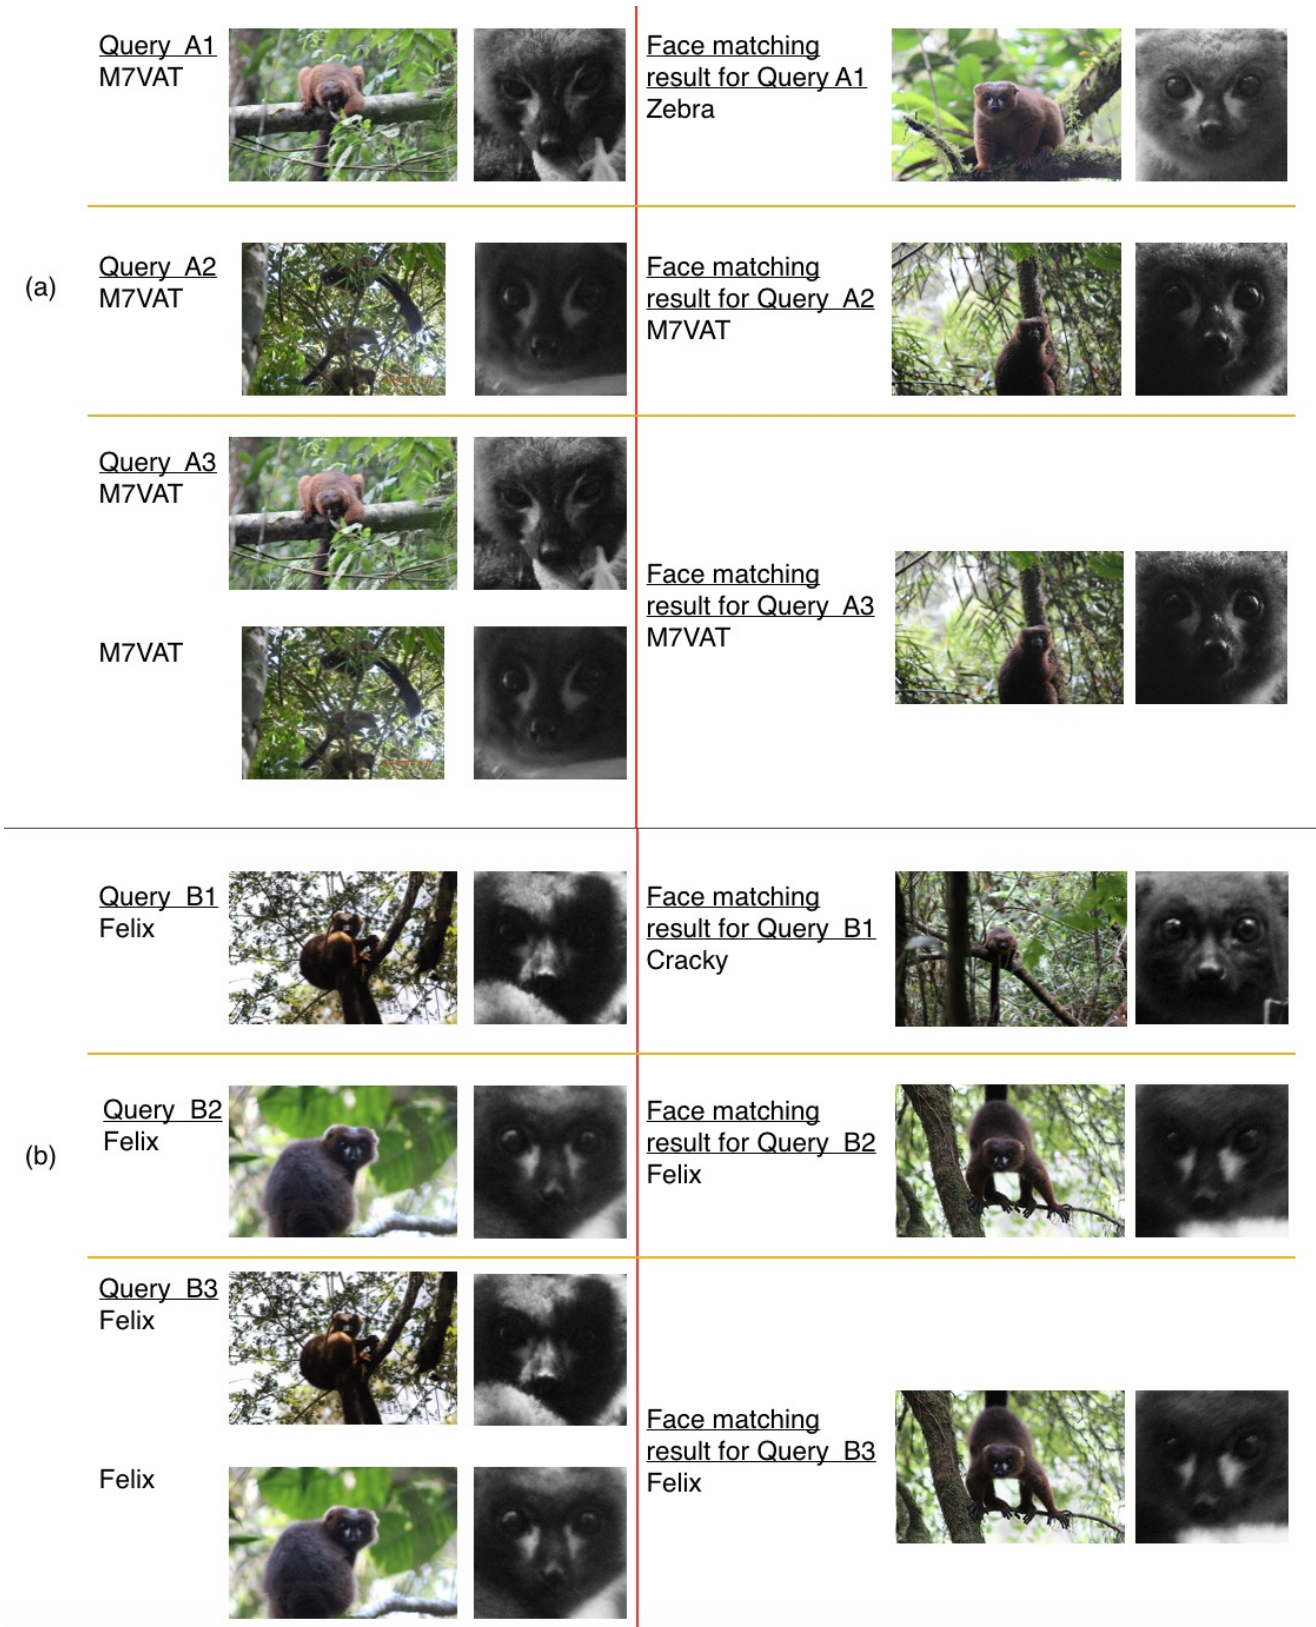 Query A1
M7VAT
Face matching
result for Query A1
Zebra
(a)
Query A2
M7VAT
Face matching
result for Query A2
M7VAT
Query A3
M7VAT
M7VAT
Face matching
result for Query A3
M7VAT
(b)
Query B1
Felix
Face matching
result for Query B1
Cracky
Query B2
Felix
Face matching
result for Query B2
Felix
Query B3
Felix
Felix
Face matching
result for Query B3
Felix